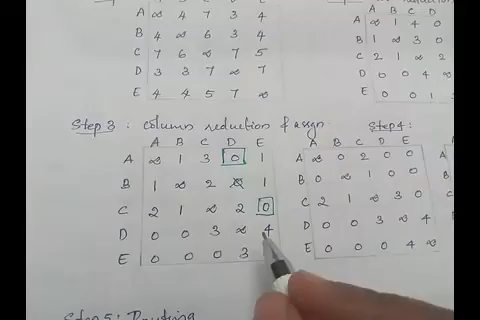 A ∞ 4 7 3 4
B 4 ∞ 6 3 4
C 7 6 ∞ 7 5
D 3 3 7 ∞ 7
E 4 4 5 7 ∞
A B C D
A ∞ 1 4 0
B 1 ∞ 3 0
C 2 1 ∞ 2
D 0 0 4 ∞
E 0 0 1
Step 3 : column reduction & assign
A B C D E
A ∞ 1 3 0 1
B 1 ∞ 2 0 1
C 2 1 ∞ 2 0
D 0 0 3 ∞ 4
E 0 0 0 3
Step 4:
A B C D E
A ∞ 0 2 0 0
B 0 ∞ 1 0 0
C 2 1 ∞ 3 0
D 0 0 3 ∞ 4
E 0 0 0 4 ∞
Step 5: Routing